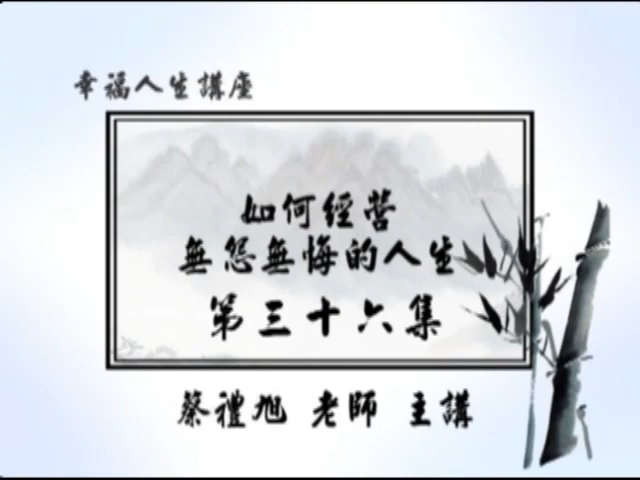 幸福人生講座
如何經營
無怨無悔的人生
第三十六集
蔡禮旭 老師 主講